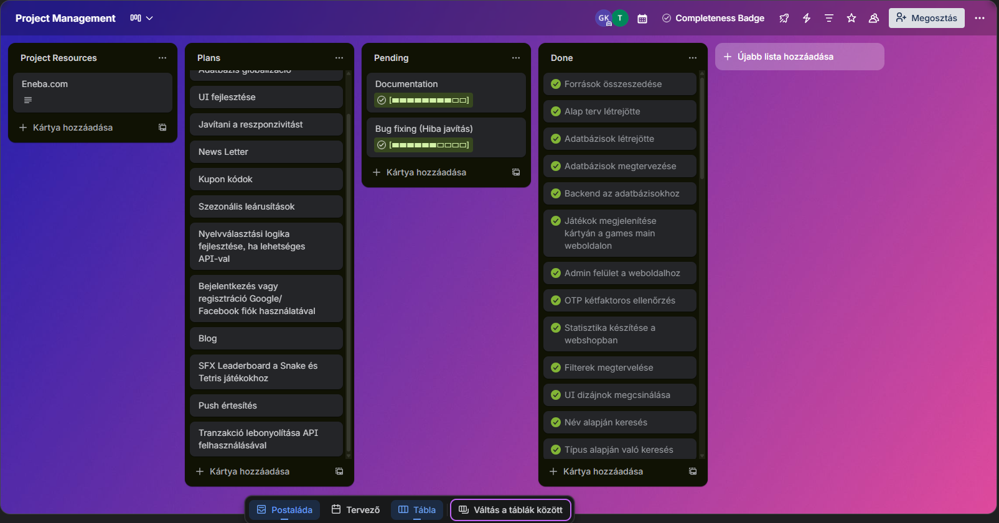 Project Management
GK
T
Completeness Badge
Megosztás
Project Resources
Eneba.com
Kártya hozzáadása
Plans
Adatbázis globalizáció
UI fejlesztése
Javítani a reszponzivitást
News Letter
Kupon kódok
Szezonális leárusítások
Nyelvválasztási logika
fejlesztése, ha lehetséges
API-val
Bejelentkezés vagy
regisztráció Google/
Facebook fiók használatával
Blog
SFX Leaderboard a Snake és
Tetris játékokhoz
Push értesítés
Tranzakció lebonyolítása API
felhasználásával
Kártya hozzáadása
Pending
Documentation
[■■■■■■■■□□]
Bug fixing (Hiba javítás)
[■■■■■■□□□□]
Kártya hozzáadása
Done
Források összeszedése
Alap terv létrejötte
Adatbázisok létrejötte
Adatbázisok megtervezése
Backend az adatbázisokhoz
Játékok megjelenítése
kártyán a games main
weboldalon
Admin felület a weboldalhoz
OTP kétfaktoros ellenőrzés
Statisztika készítése a
webshopban
Filterek megtervelése
UI dizájnok megcsinálása
Név alapján keresés
Típus alapján való keresés
Kártya hozzáadása
Újabb lista hozzáadása
Postaláda
Tervező
Tábla
Váltás a táblák között